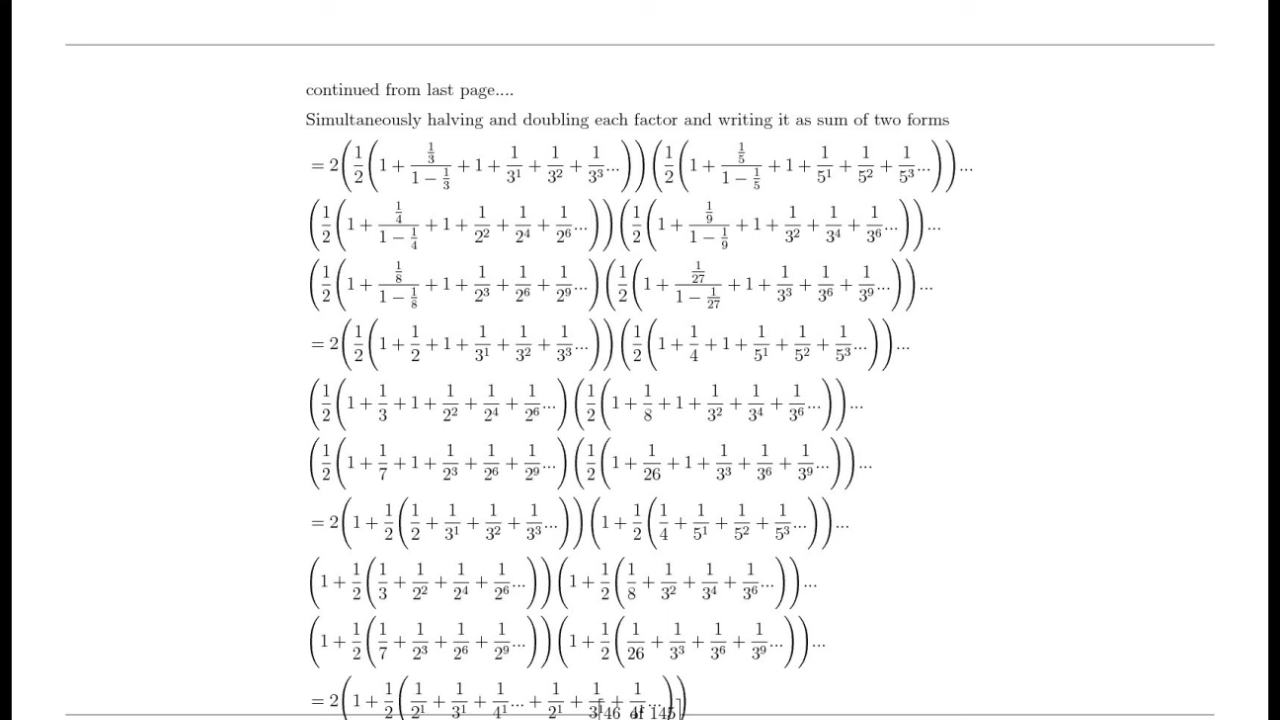 continued from last page....
Simultaneously halving and doubling each factor and writing it as sum of two forms
= 2(1/2(1 + (1/3)/(1 − 1/3) + 1 + 1/3^1 + 1/3^2 + 1/3^3...))(1/2(1 + (1/5)/(1 − 1/5) + 1 + 1/5^1 + 1/5^2 + 1/5^3...))...
(1/2(1 + (1/4)/(1 − 1/4) + 1 + 1/2^2 + 1/2^4 + 1/2^6...))(1/2(1 + (1/9)/(1 − 1/9) + 1 + 1/3^2 + 1/3^4 + 1/3^6...))...
(1/2(1 + (1/8)/(1 − 1/8) + 1 + 1/2^3 + 1/2^6 + 1/2^9...)(1/2(1 + (1/27)/(1 − 1/27) + 1 + 1/3^3 + 1/3^6 + 1/3^9...))...
= 2(1/2(1 + 1/2 + 1 + 1/3^1 + 1/3^2 + 1/3^3...))(1/2(1 + 1/4 + 1 + 1/5^1 + 1/5^2 + 1/5^3...))...
(1/2(1 + 1/3 + 1 + 1/2^2 + 1/2^4 + 1/2^6...)(1/2(1 + 1/8 + 1 + 1/3^2 + 1/3^4 + 1/3^6...))...
(1/2(1 + 1/7 + 1 + 1/2^3 + 1/2^6 + 1/2^9...)(1/2(1 + 1/26 + 1 + 1/3^3 + 1/3^6 + 1/3^9...))...
= 2(1 + 1/2(1/2 + 1/3^1 + 1/3^2 + 1/3^3...))(1 + 1/2(1/4 + 1/5^1 + 1/5^2 + 1/5^3...))...
(1 + 1/2(1/3 + 1/2^2 + 1/2^4 + 1/2^6...))(1 + 1/2(1/8 + 1/3^2 + 1/3^4 + 1/3^6...))...
(1 + 1/2(1/7 + 1/2^3 + 1/2^6 + 1/2^9...))(1 + 1/2(1/26 + 1/3^3 + 1/3^6 + 1/3^9...))...
= 2(1 + 1/2(1/2^1 + 1/3^1 + 1/4^1... + 1/2^1 + 1/3^1 + 1/4^1...))
[46 of 145]